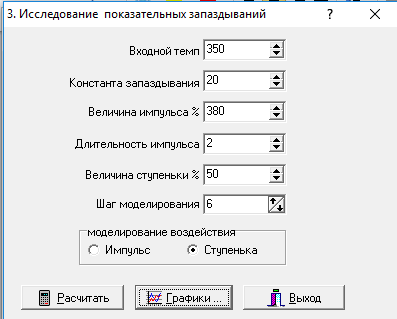 3. Исследование показательных запаздываний
Входной темп 350
Константа запаздывания 20
Величина импульса % 380
Длительность импульса 2
Величина ступеньки % 50
Шаг моделирования 6
моделирование воздействия
Импульс Ступенька
Расчитать Графики ... Выход